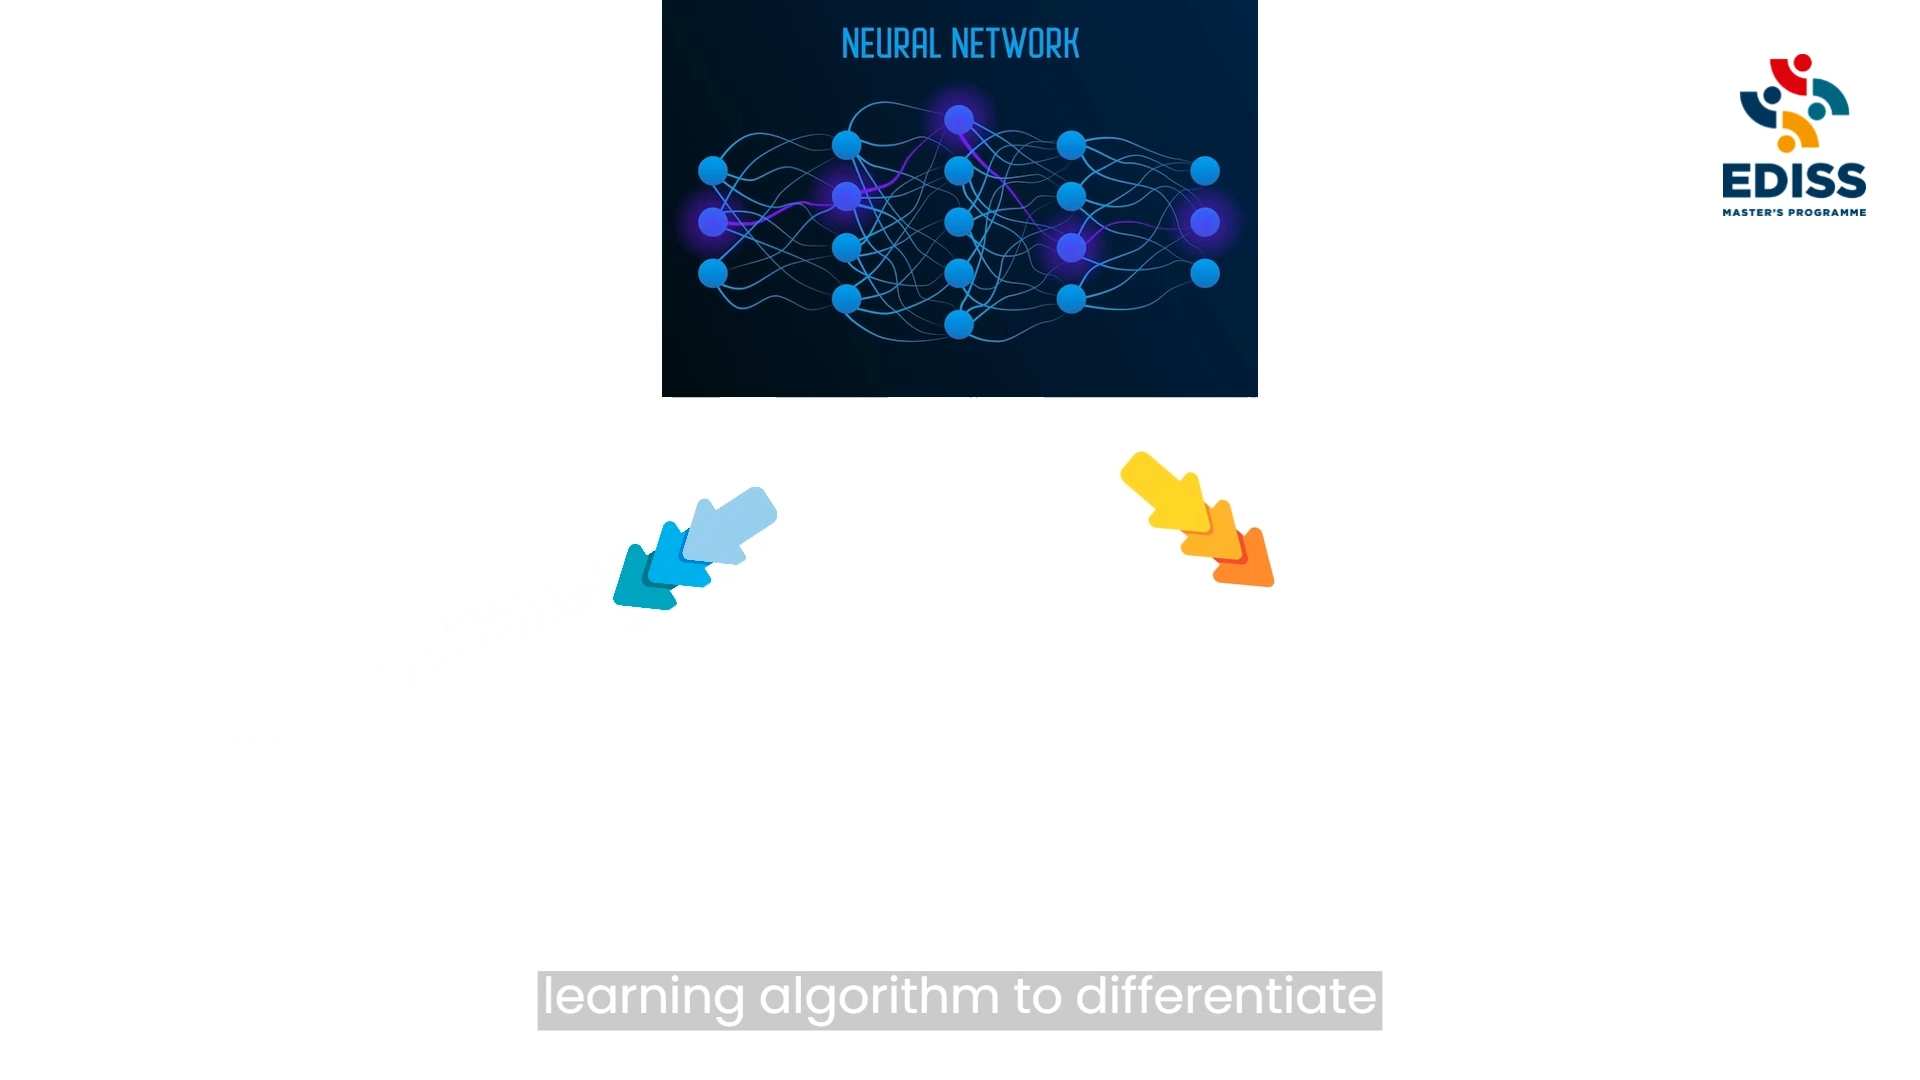 NEURAL NETWORK
EDISS
MASTER'S PROGRAMME
learning algorithm to differentiate